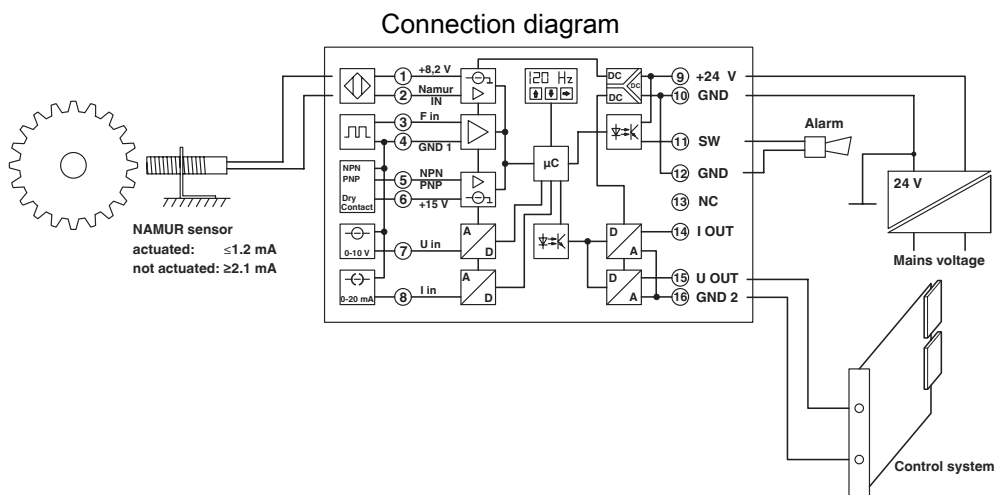 Connection diagram
1 +8,2 V
2 Namur
IN
3 F in
4 GND 1
NPN
PNP
Dry
Contact
5 NPN
PNP
6 +15 V
0-10 V
7 U in
0-20 mA
8 I in
A
D
A
D
120 Hz
µC
DC
DC
DC
9 +24 V
10 GND
11 SW
12 GND
13 NC
14 I OUT
15 U OUT
16 GND 2
D
A
D
A
Alarm
24 V
Mains voltage
NAMUR sensor
actuated: ≤1.2 mA
not actuated: ≥2.1 mA
Control system